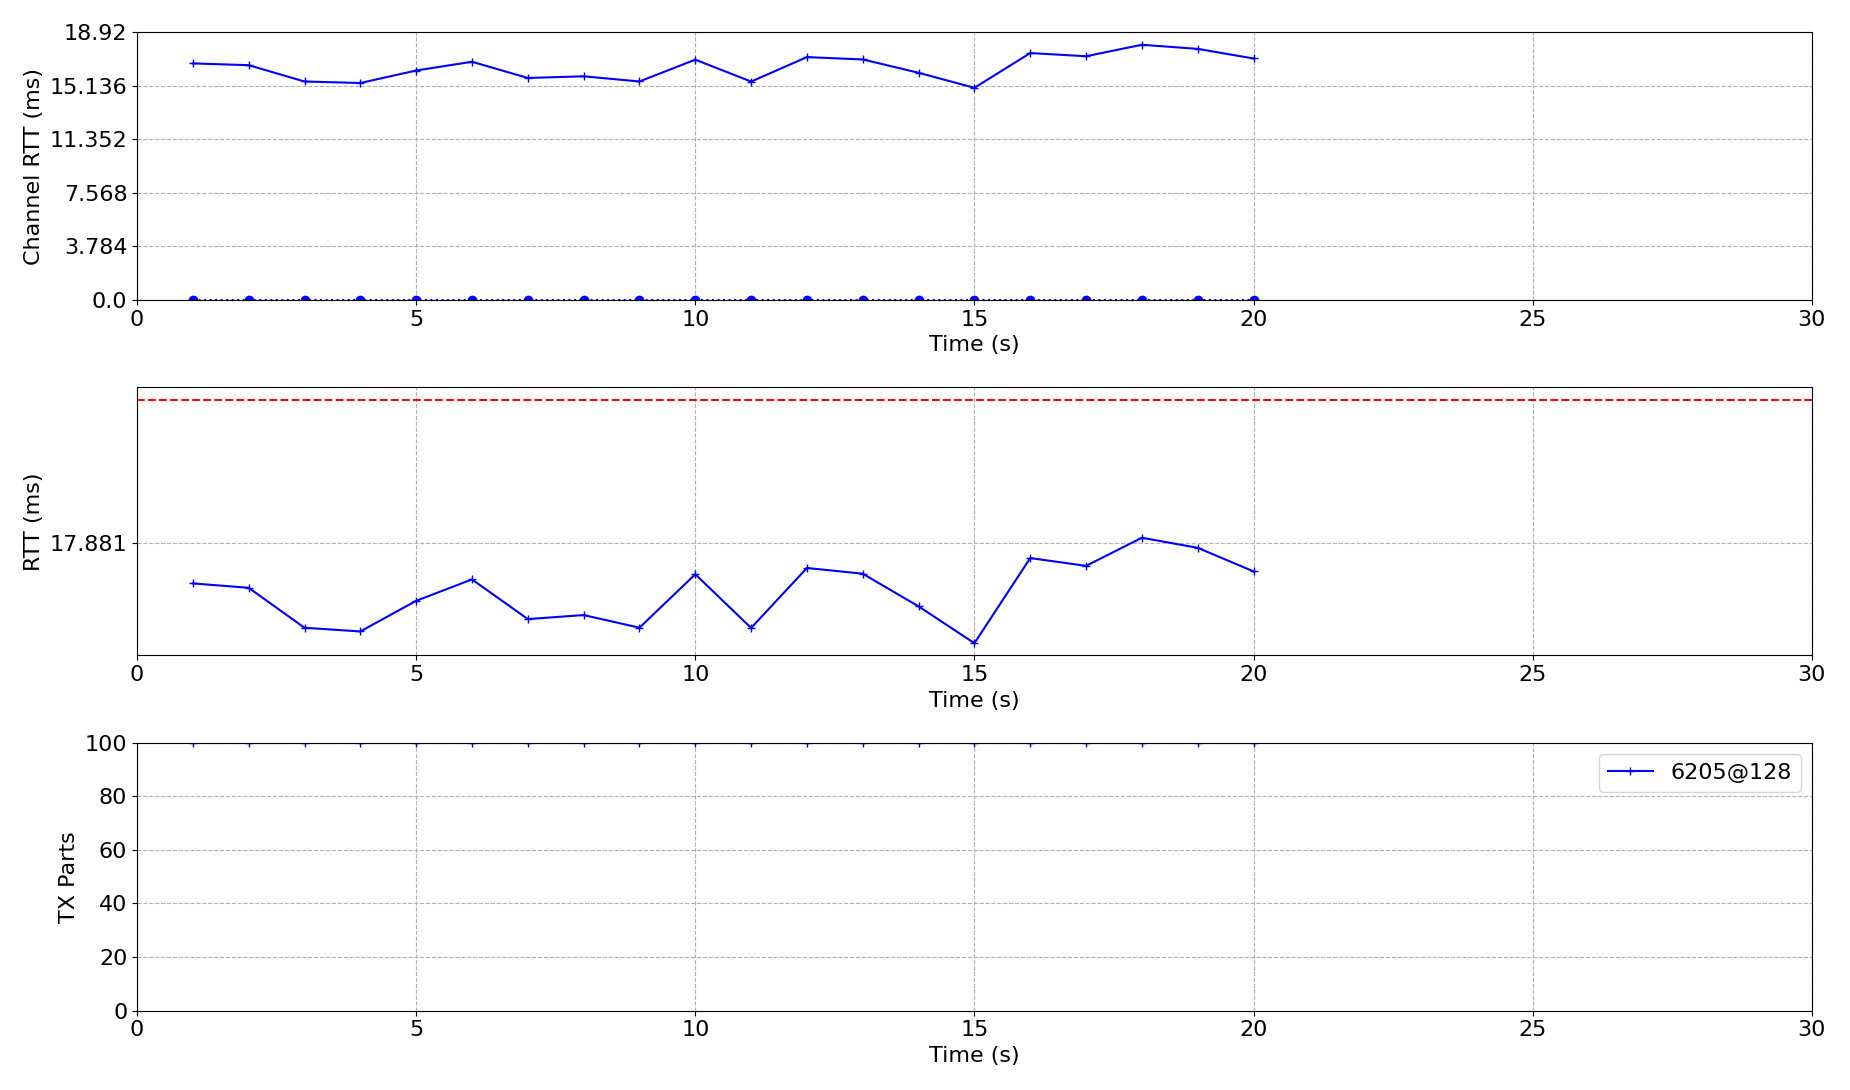 18.92
15.136
11.352
7.568
3.784
0.0
Channel RTT (ms)
0 5 10 15 20 25 30
Time (s)
17.881
RTT (ms)
0 5 10 15 20 25 30
Time (s)
100
80
60
40
20
0
TX Parts
6205@128
0 5 10 15 20 25 30
Time (s)